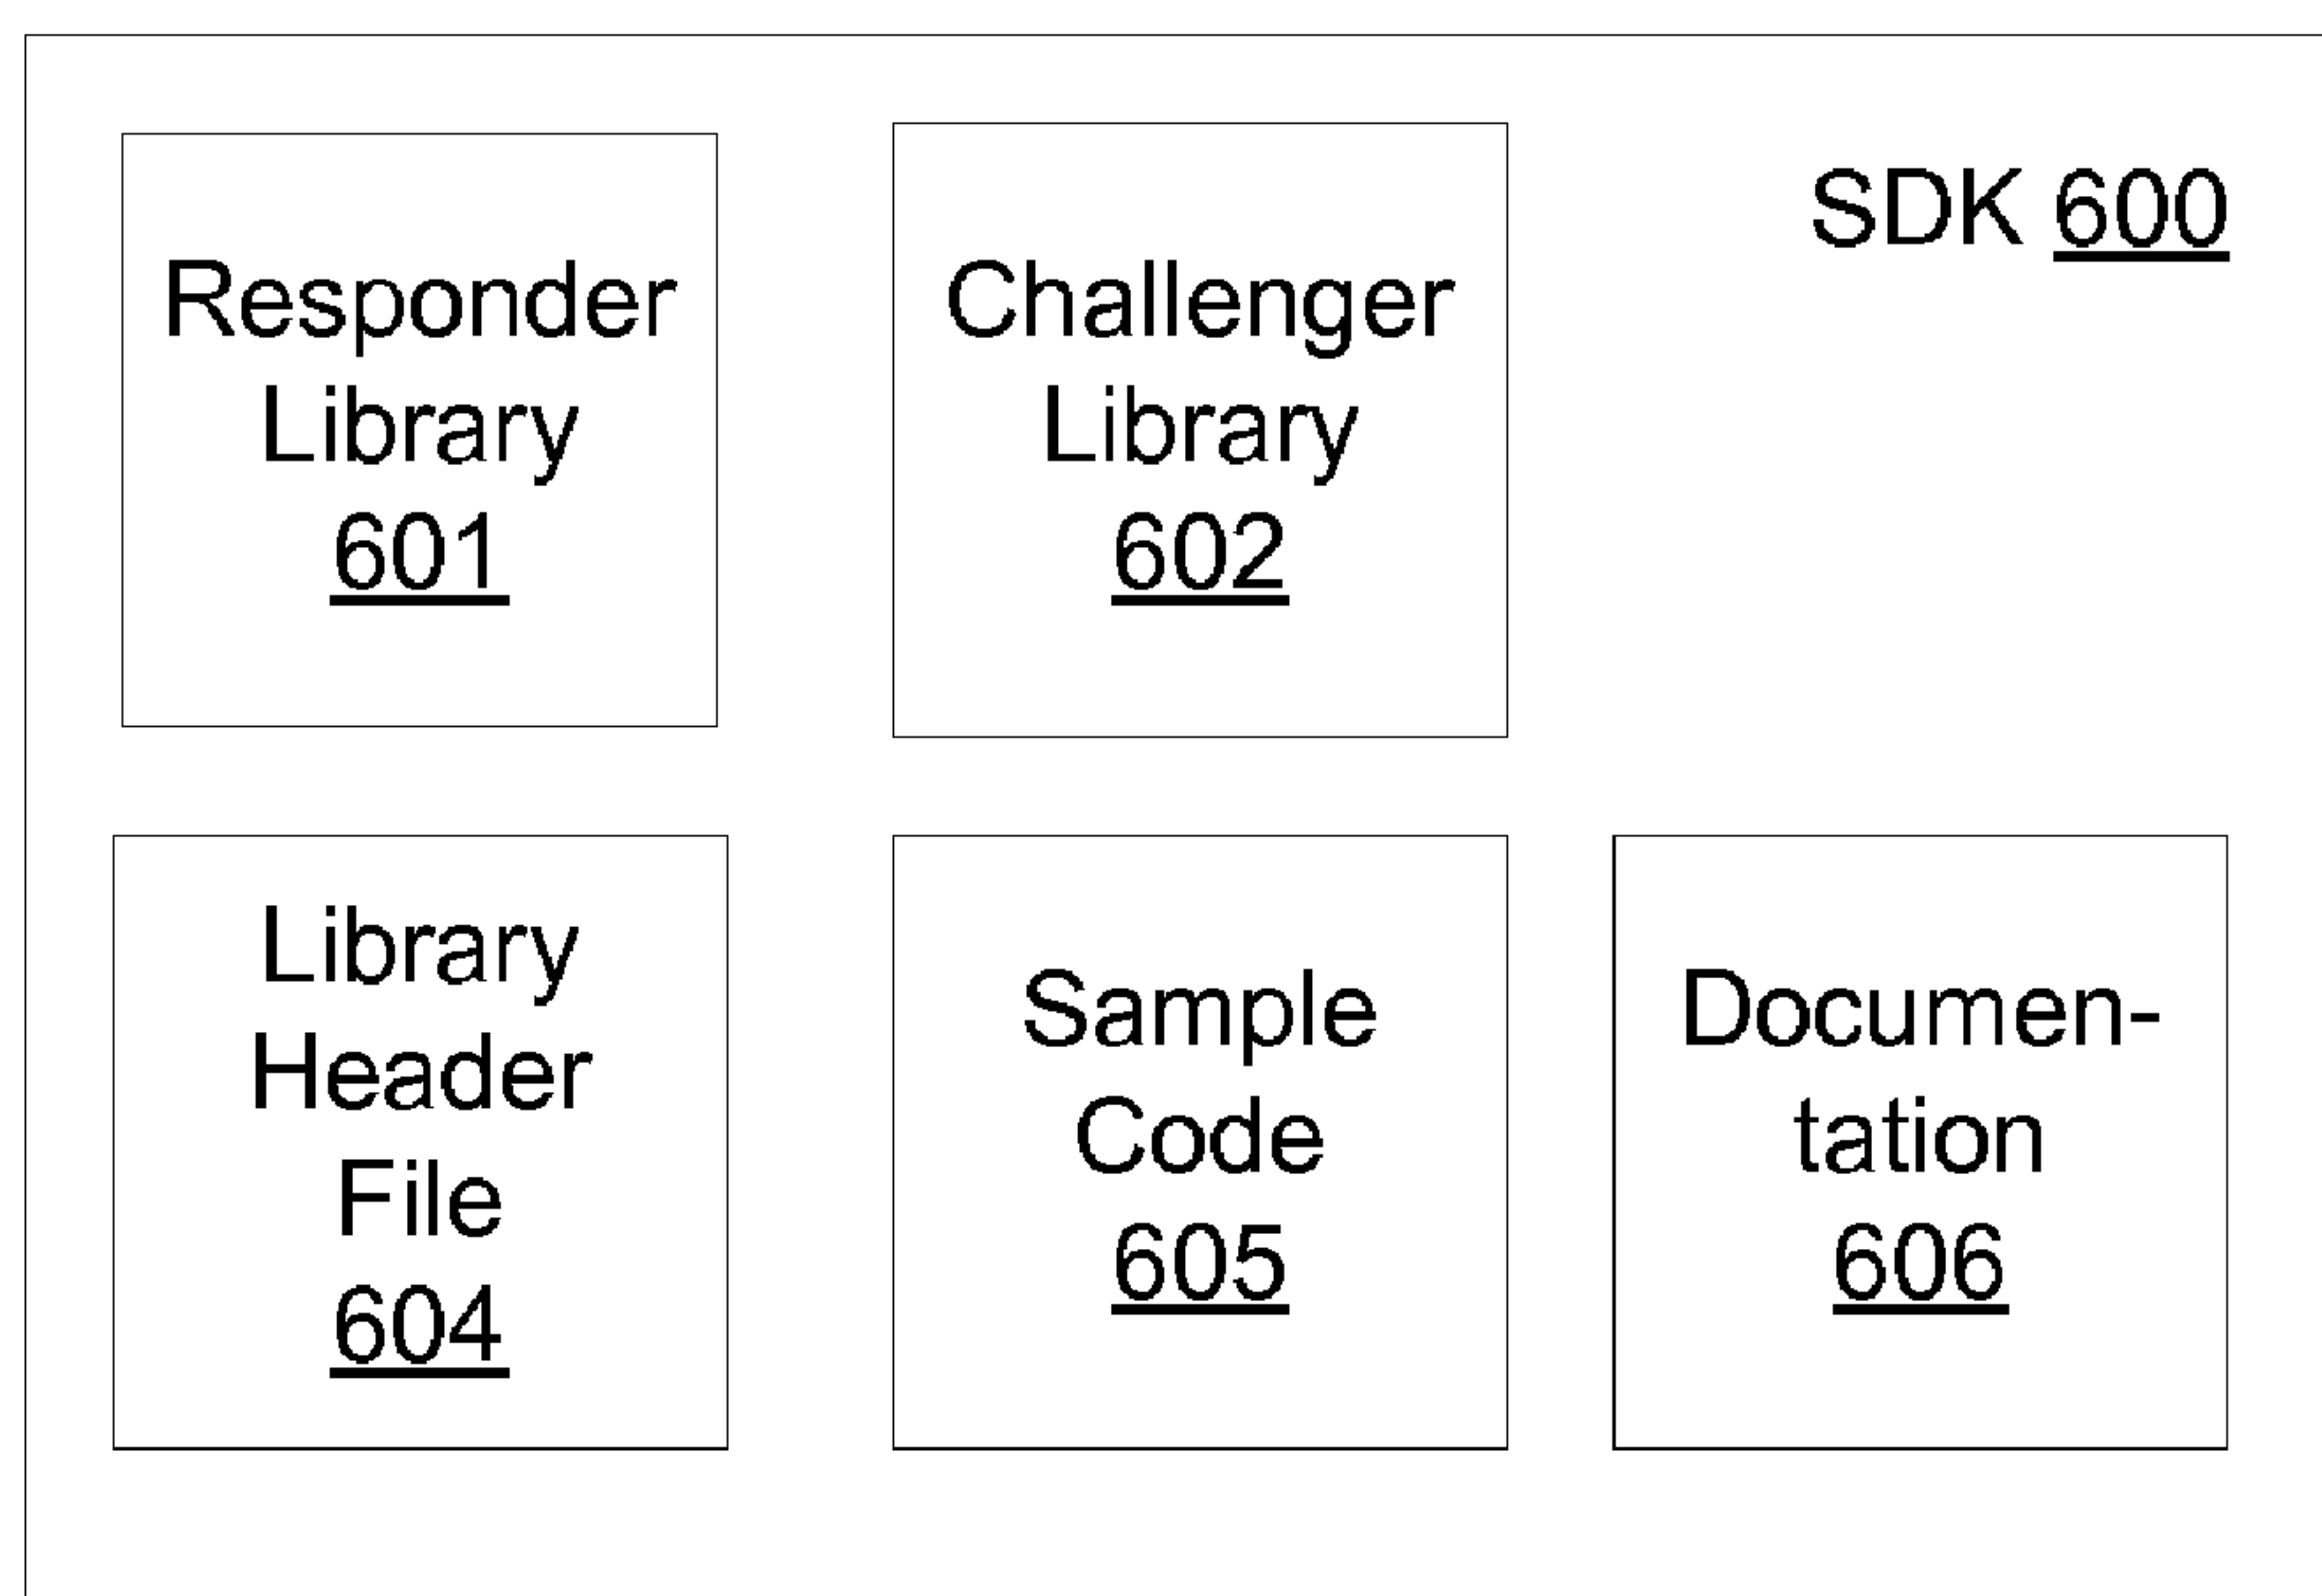 Responder
Library
601
Challenger
Library
602
SDK 600
Library
Header
File
604
Sample
Code
605
Documen-
tation
606